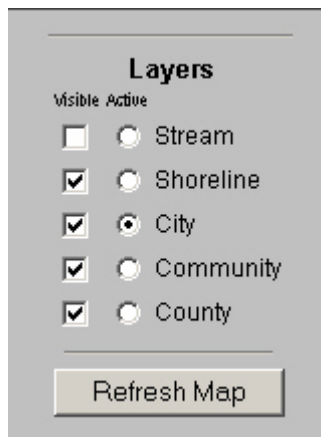 Layers
Visible Active
Stream
Shoreline
City
Community
County
Refresh Map